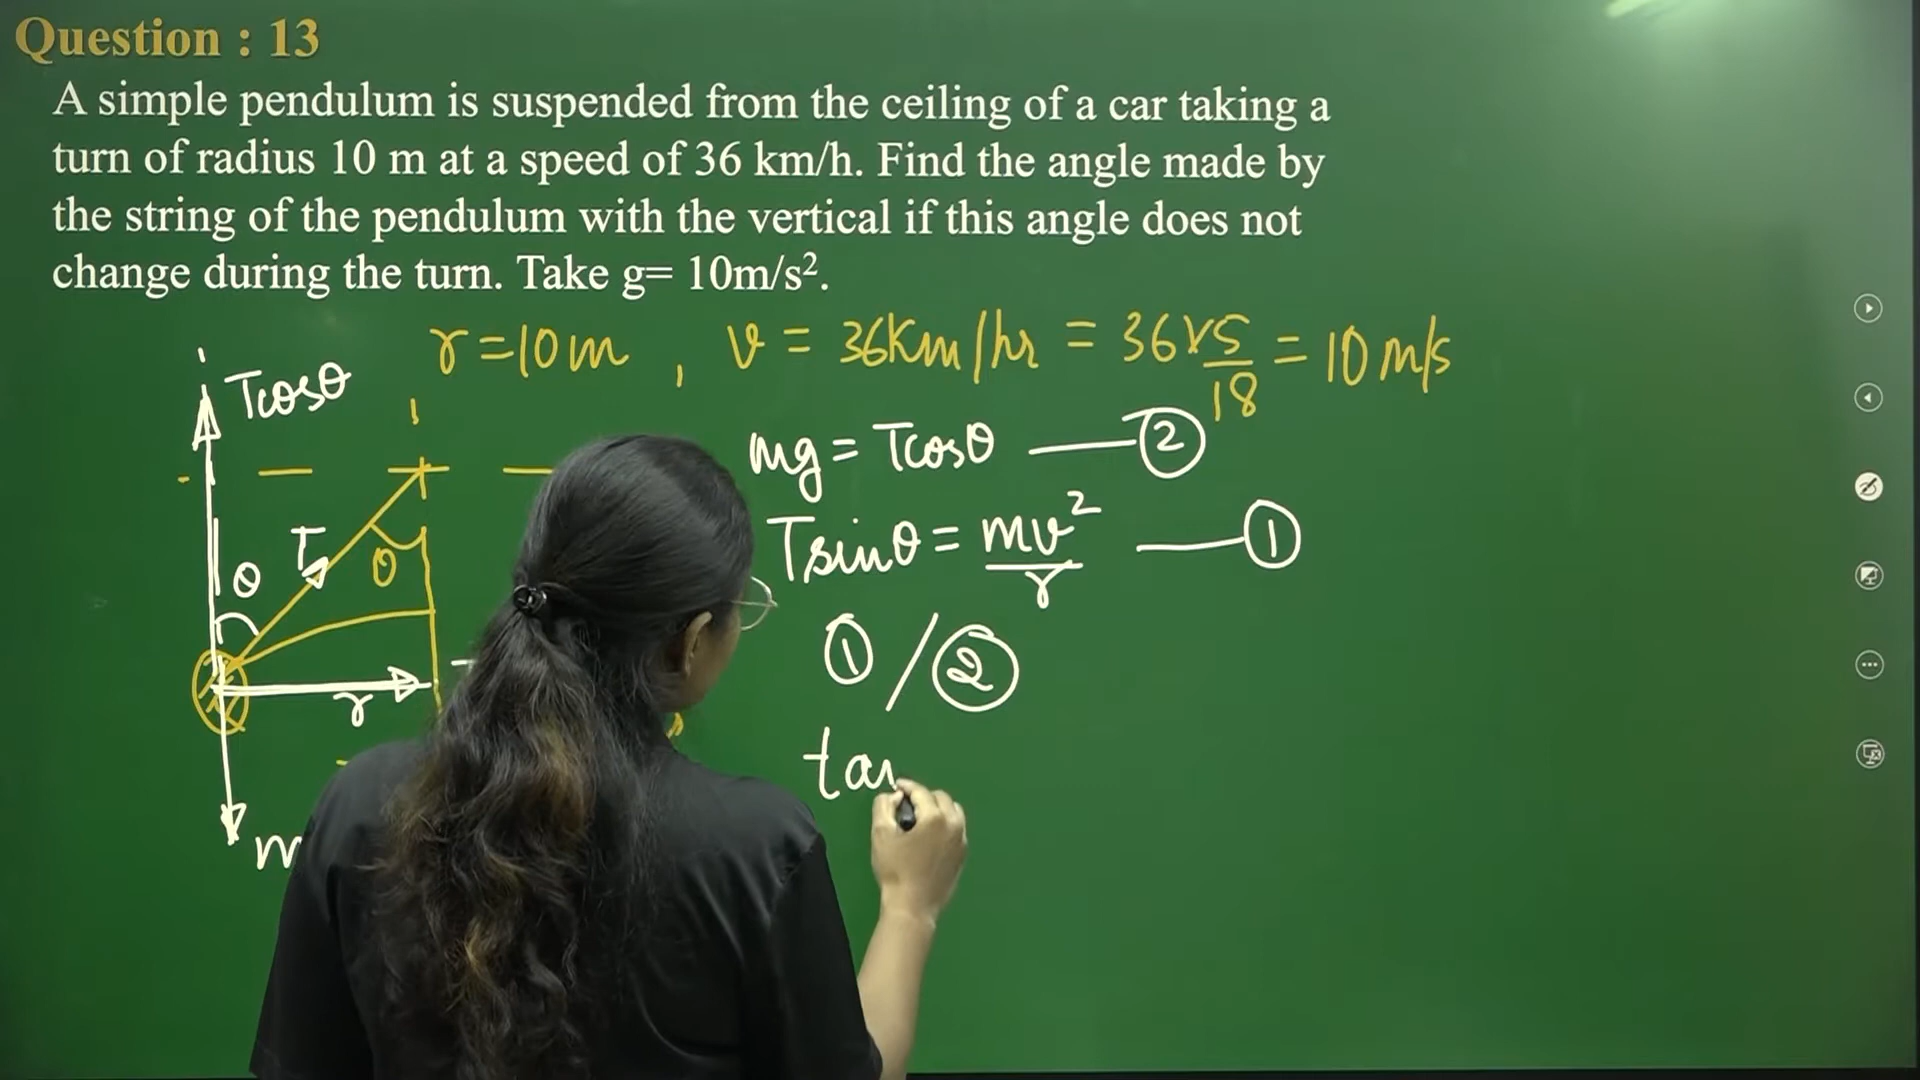 Question : 13
A simple pendulum is suspended from the ceiling of a car taking a
turn of radius 10 m at a speed of 36 km/h. Find the angle made by
the string of the pendulum with the vertical if this angle does not
change during the turn. Take g= 10m/s².
r = 10 m , v = 36Km/hr = 36×5/18 = 10 m/s
Tcosθ
mg = Tcosθ — ②
T
θ
θ
Tsinθ = mv²/r — ①
① / ②
r
tan
m